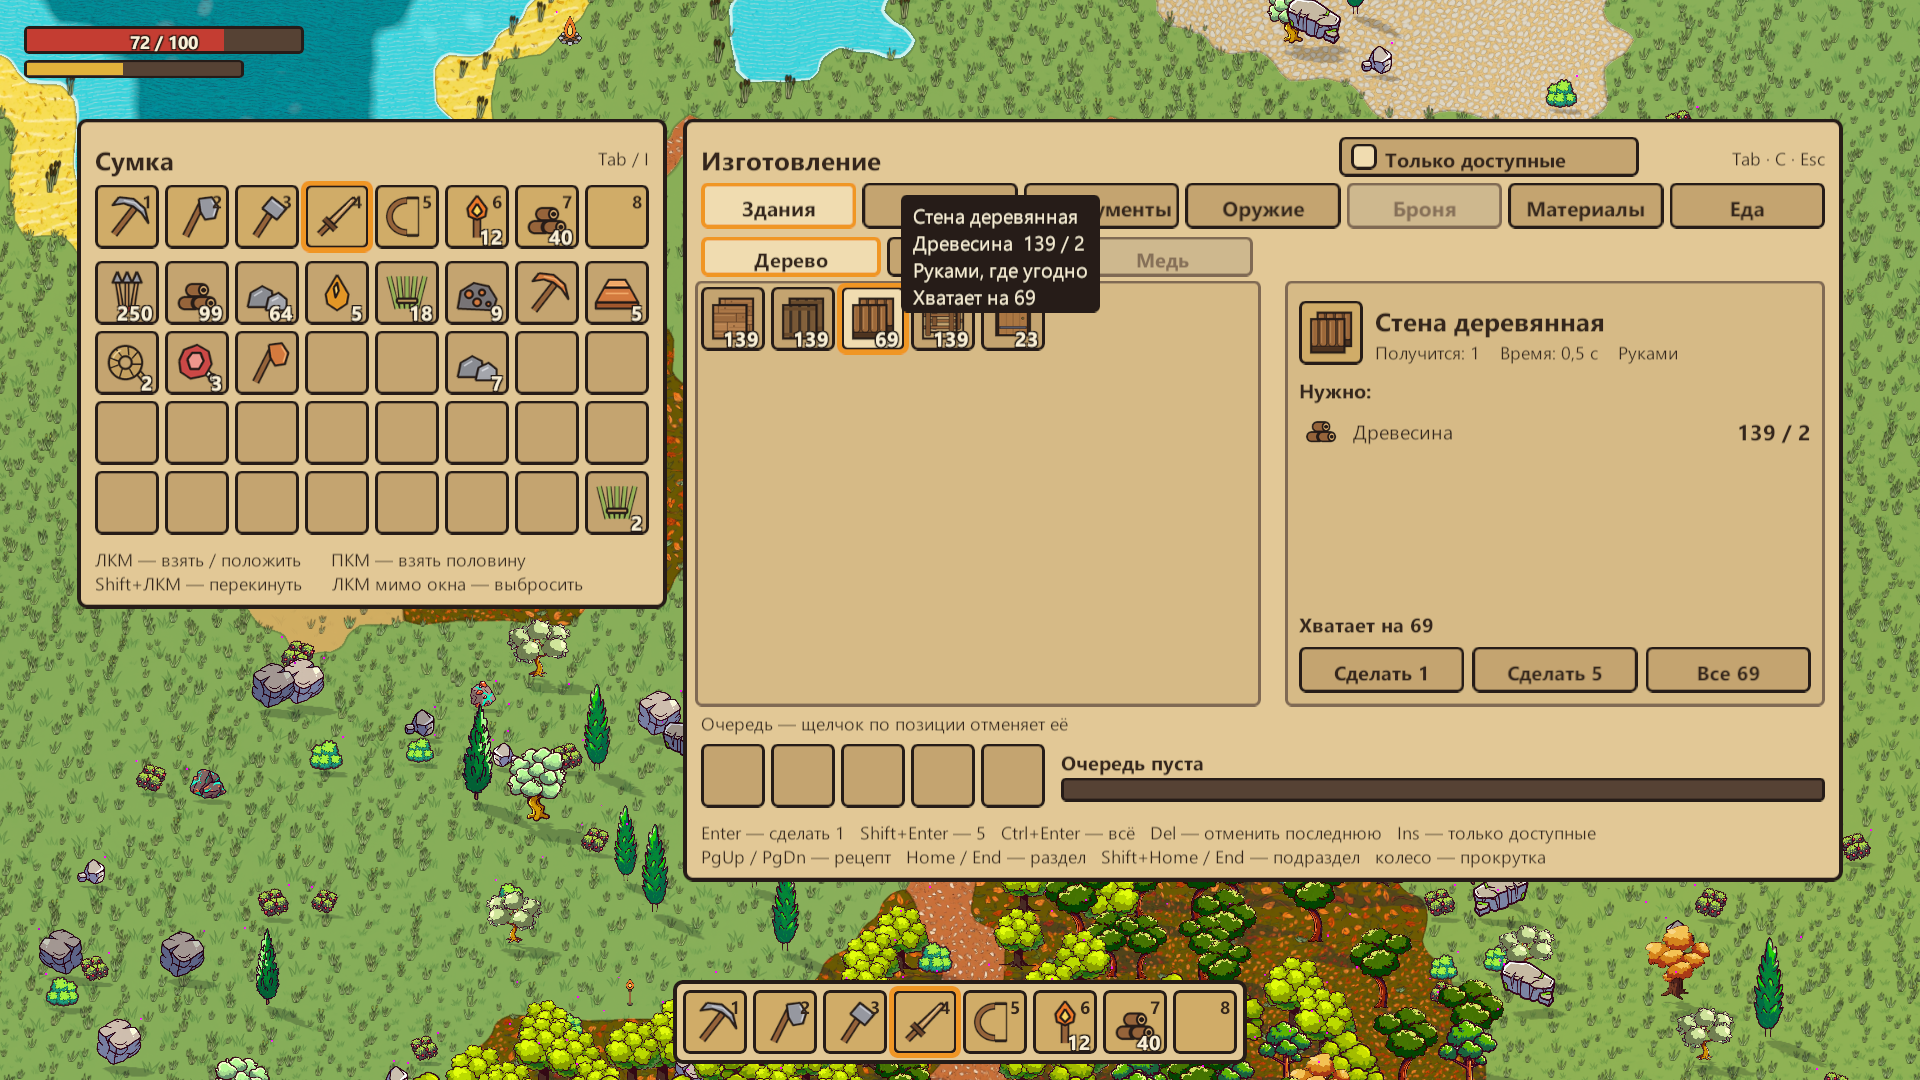 72 / 100
Сумка
Tab / I
1
2
3
4
5
6
12
7
40
8
250
99
64
5
18
9
5
2
3
7
2
ЛКМ — взять / положить ПКМ — взять половину
Shift+ЛКМ — перекинуть ЛКМ мимо окна — выбросить
Изготовление
Только доступные
Tab · C · Esc
Здания
Оружие
Броня
Материалы
Еда
Дерево
Медь
Стена деревянная
Древесина 139 / 2
Руками, где угодно
Хватает на 69
139
139
69
139
23
Стена деревянная
Получится: 1 Время: 0,5 с Руками
Нужно:
Древесина
139 / 2
Хватает на 69
Сделать 1
Сделать 5
Все 69
Очередь — щелчок по позиции отменяет её
Очередь пуста
Enter — сделать 1 Shift+Enter — 5 Ctrl+Enter — всё Del — отменить последнюю Ins — только доступные
PgUp / PgDn — рецепт Home / End — раздел Shift+Home / End — подраздел колесо — прокрутка
1
2
3
4
5
6
12
7
40
8